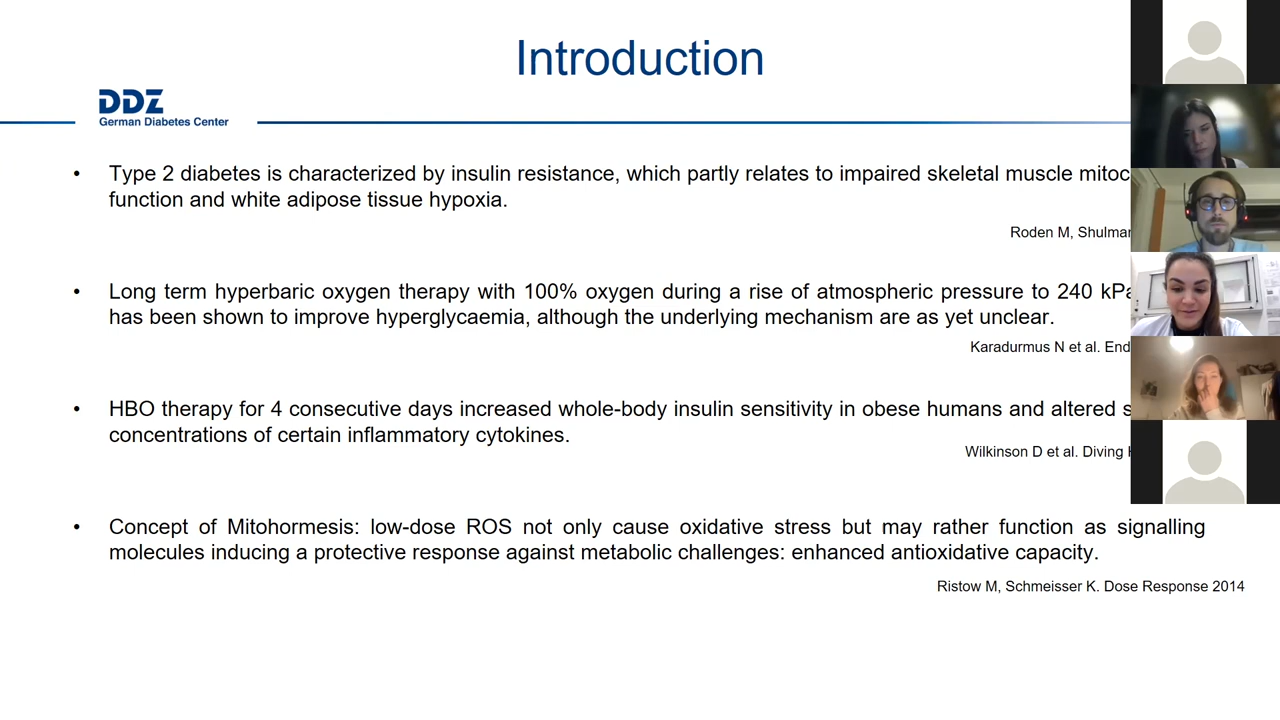 Introduction
DDZ
German Diabetes Center
• Type 2 diabetes is characterized by insulin resistance, which partly relates to impaired skeletal muscle
function and white adipose tissue hypoxia.
Roden M,
• Long term hyperbaric oxygen therapy with 100% oxygen during a rise of atmospheric pressure to 240
has been shown to improve hyperglycaemia, although the underlying mechanism are as yet unclear.
Karadurmus N et al.
• HBO therapy for 4 consecutive days increased whole-body insulin sensitivity in obese humans and altered
concentrations of certain inflammatory cytokines.
Wilkinson D et al. Diving
• Concept of Mitohormesis: low-dose ROS not only cause oxidative stress but may rather function as signalling
molecules inducing a protective response against metabolic challenges: enhanced antioxidative capacity.
Ristow M, Schmeisser K. Dose Response 2014